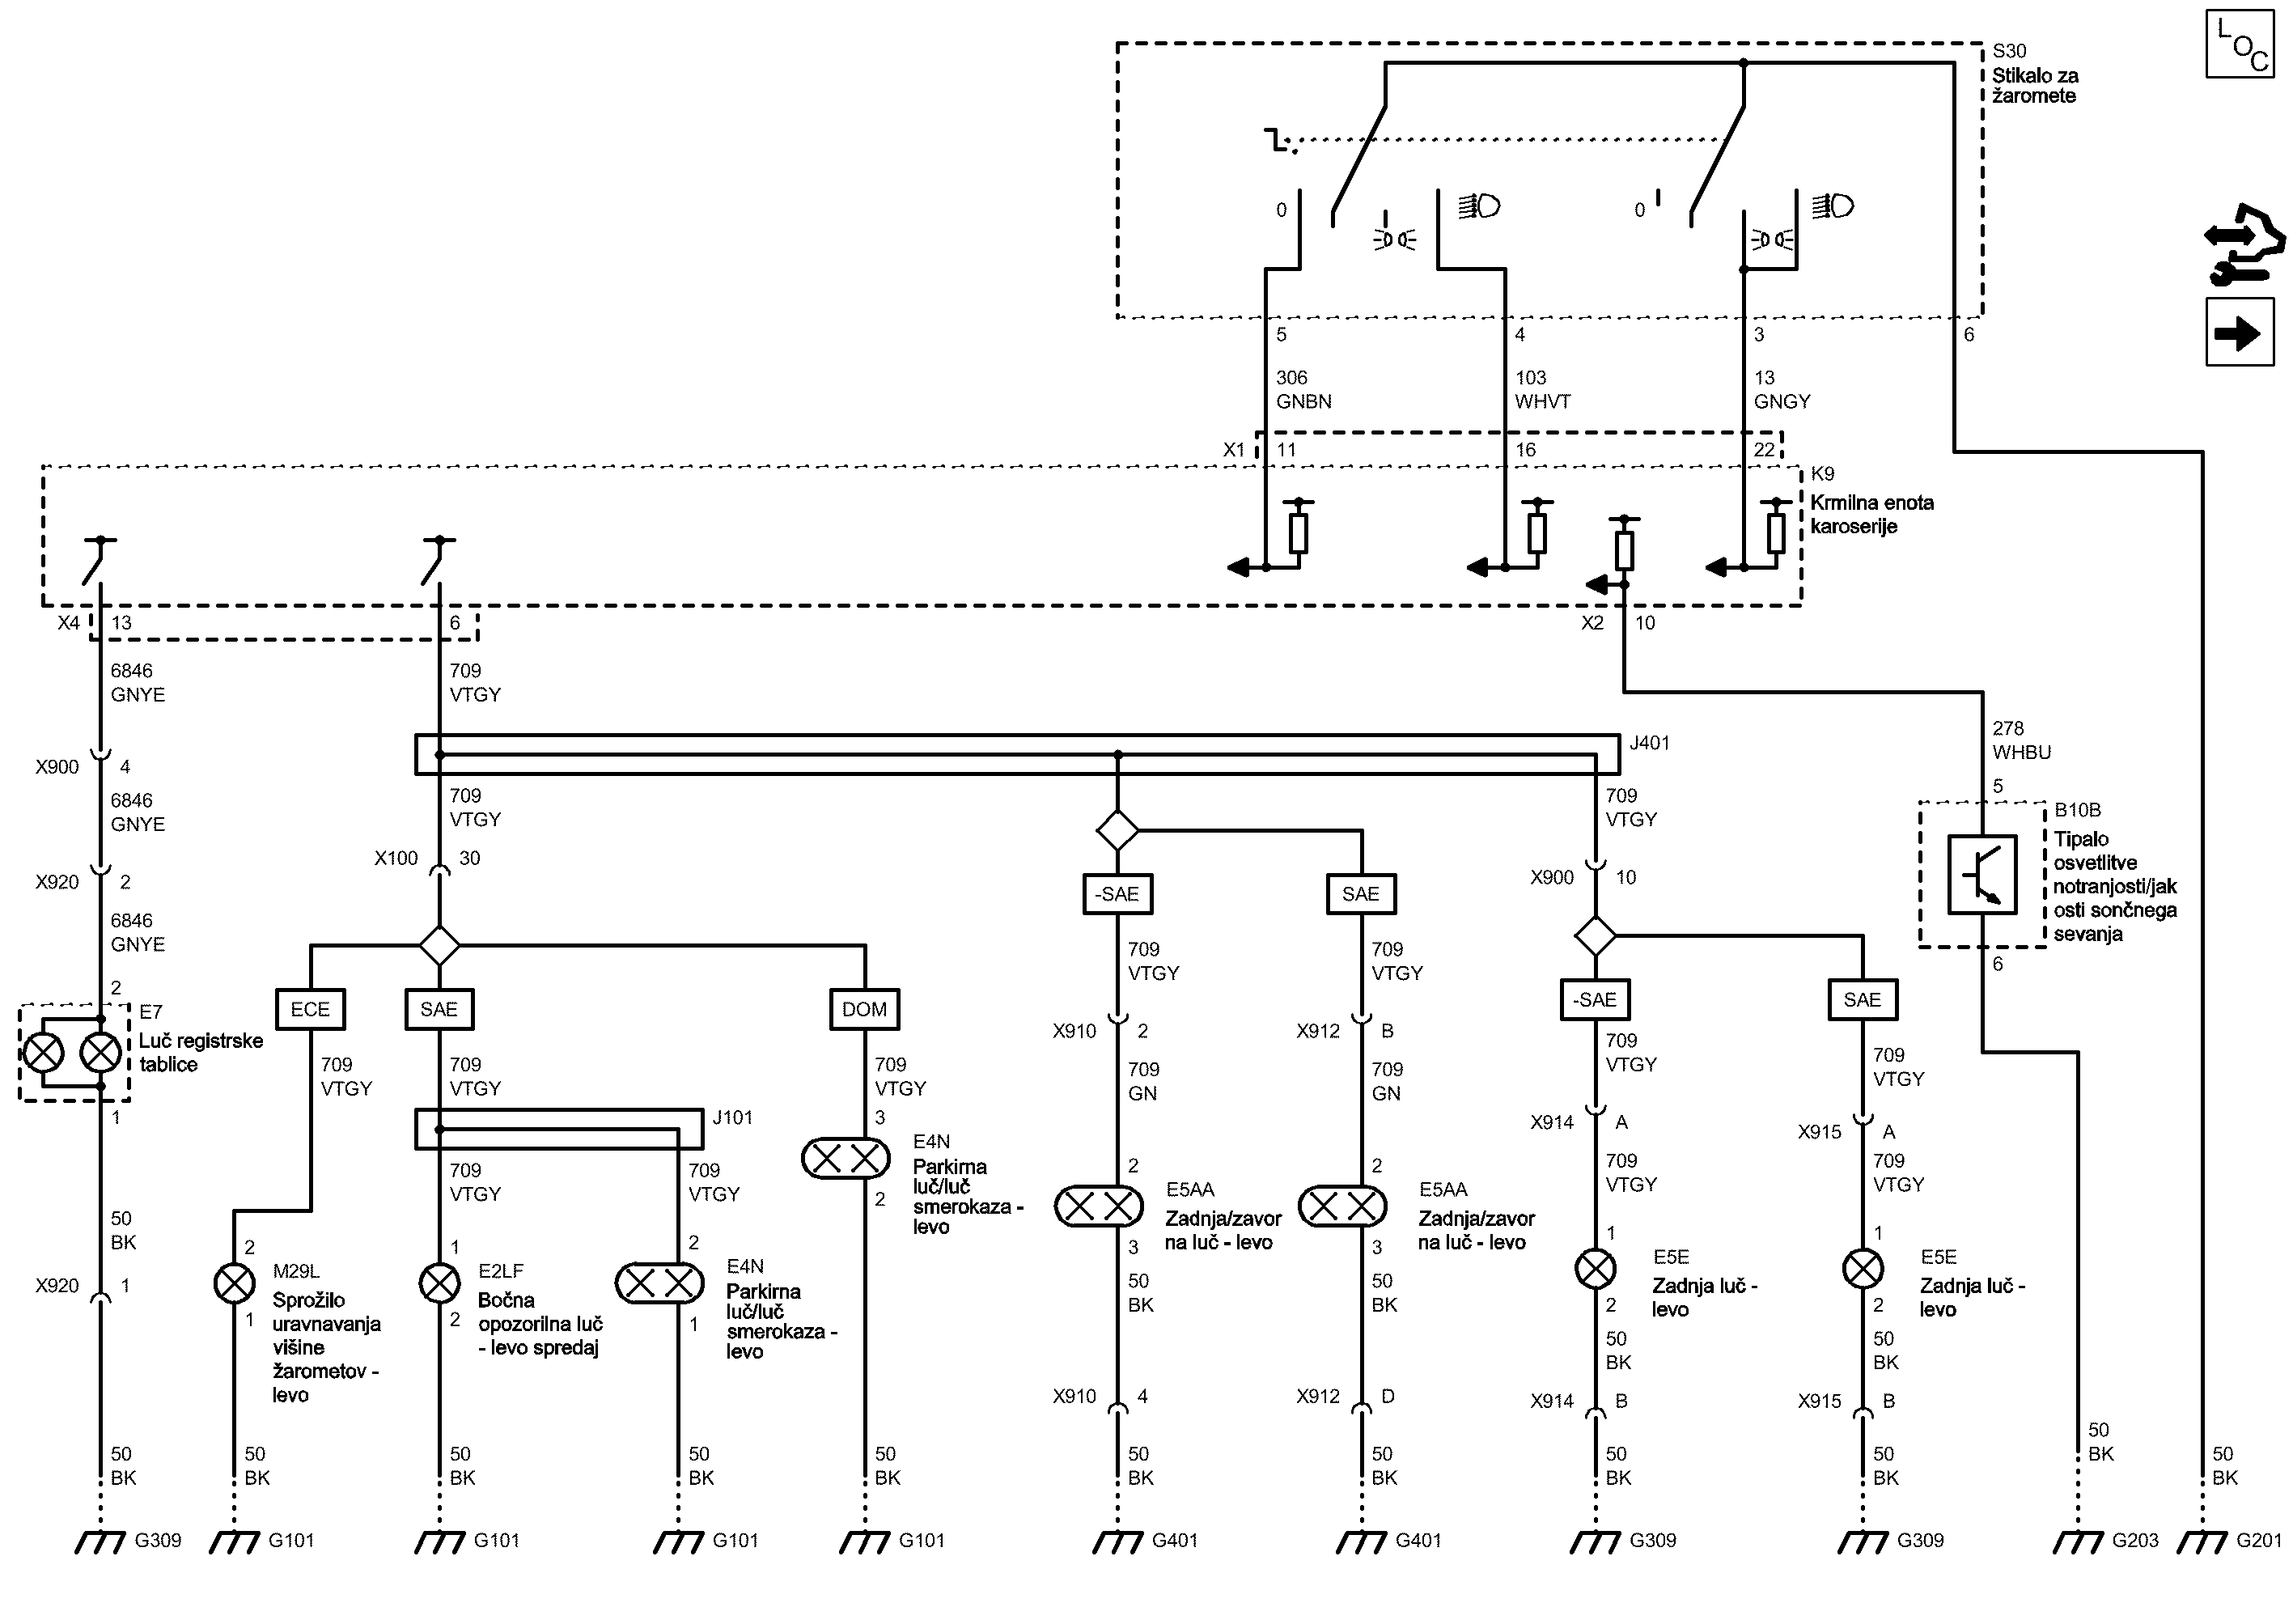 LOC
S30
Stikalo za
žaromete
0
0
5
4
3
6
306
GNBN
103
WHVT
13
GNGY
X1
11
16
22
K9
Krmilna enota
karoserije
X4
13
6
X2
10
6846
GNYE
709
VTGY
278
WHBU
J401
X900
4
6846
GNYE
709
VTGY
709
VTGY
5
B10B
Tipalo
osvetlitve
notranjosti/jak
osti sončnega
sevanja
6
X100
30
X900
10
X920
2
-SAE
SAE
6846
GNYE
709
VTGY
709
VTGY
2
E7
Luč registrske
tablice
1
ECE
SAE
DOM
-SAE
SAE
X910
2
X912
B
709
VTGY
709
VTGY
709
VTGY
709
GN
709
GN
709
VTGY
709
VTGY
J101
3
E4N
Parkirna
luč/luč
smerokaza -
levo
2
X914
A
X915
A
709
VTGY
709
VTGY
709
VTGY
709
VTGY
2
E5AA
Zadnja/zavor
na luč - levo
3
2
E5AA
Zadnja/zavor
na luč - levo
3
50
BK
2
M29L
Sprožilo
uravnavanja
višine
žarometov -
levo
1
1
E2LF
Bočna
opozorilna luč
- levo spredaj
2
2
E4N
Parkirna
luč/luč
smerokaza -
levo
1
1
E5E
Zadnja luč -
levo
2
1
E5E
Zadnja luč -
levo
2
X920
1
50
BK
50
BK
50
BK
50
BK
X910
4
X912
D
X914
B
X915
B
50
BK
50
BK
50
BK
50
BK
50
BK
50
BK
50
BK
50
BK
50
BK
50
BK
50
BK
G309
G101
G101
G101
G101
G401
G401
G309
G309
G203
G201